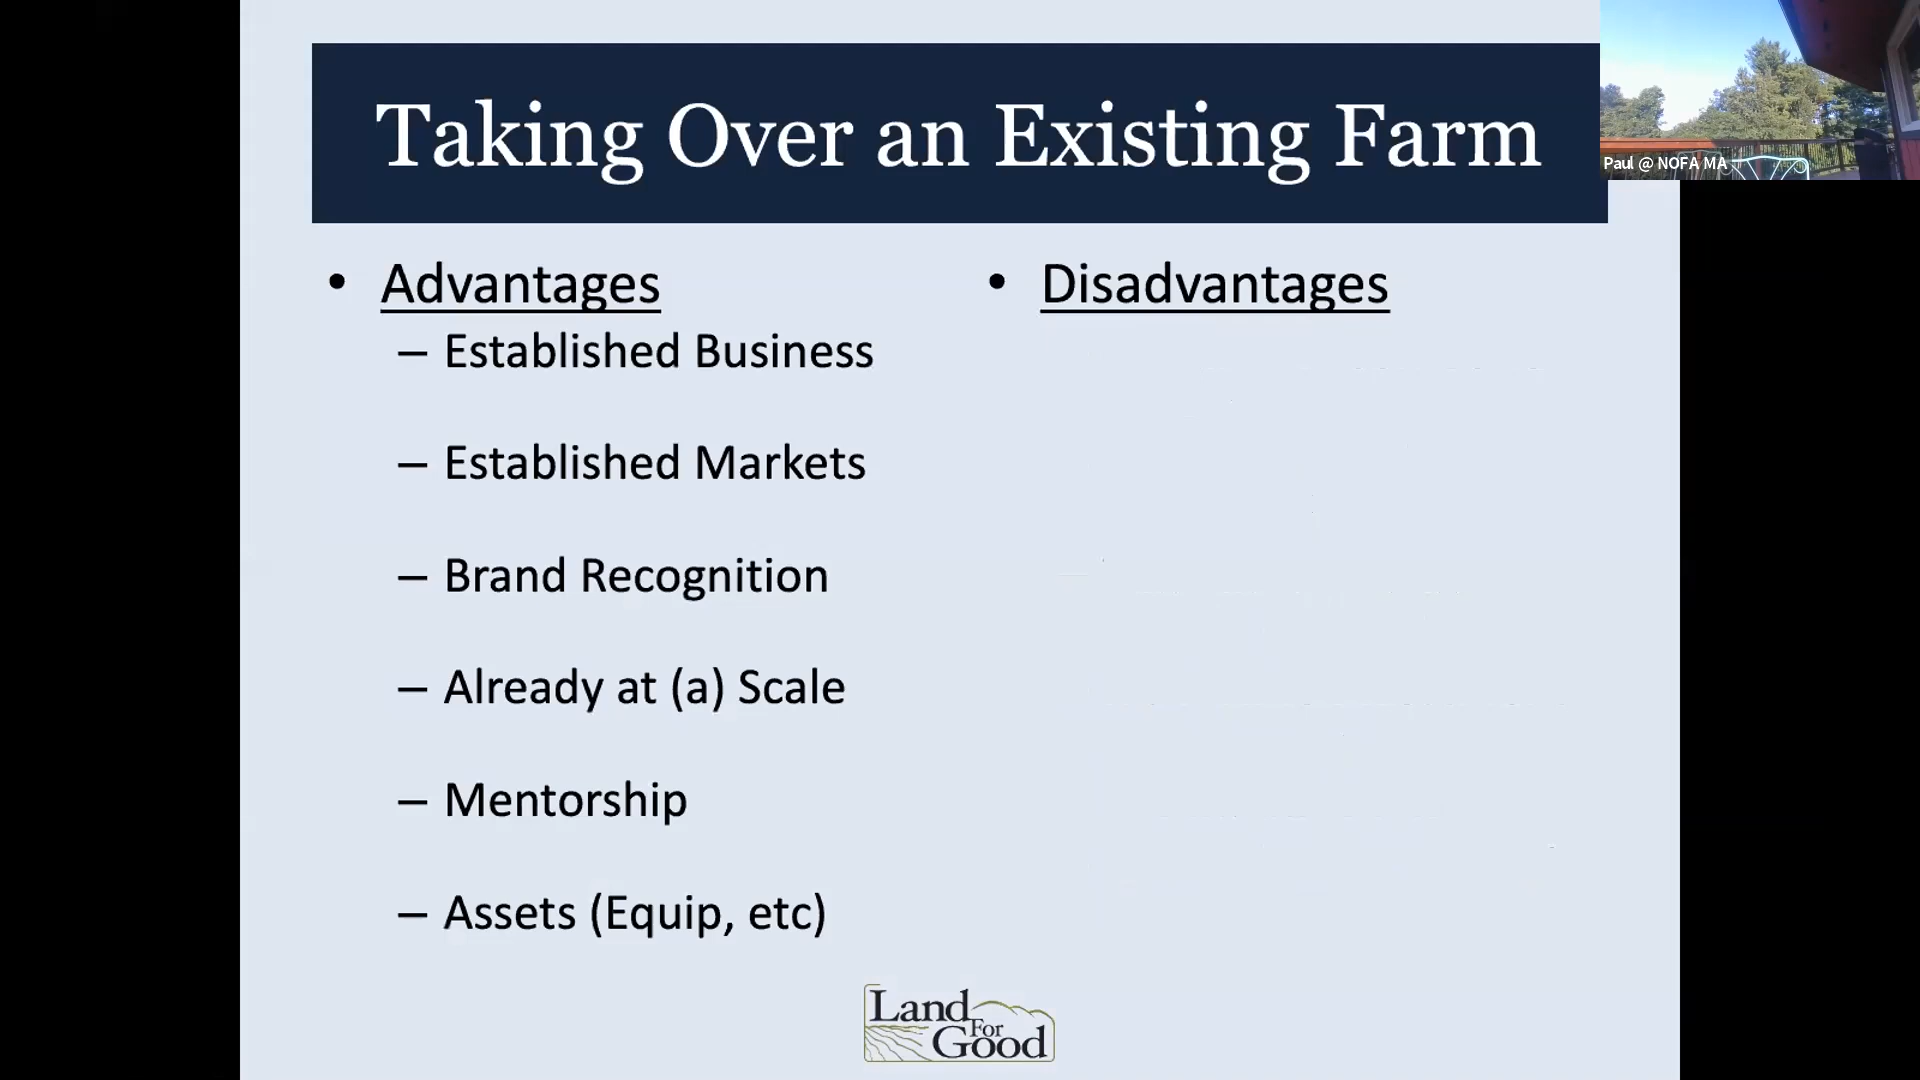 Taking Over an Existing Farm
Paul @ NOFA MA
• Advantages
– Established Business
– Established Markets
– Brand Recognition
– Already at (a) Scale
– Mentorship
– Assets (Equip, etc)
• Disadvantages
Land
For
Good